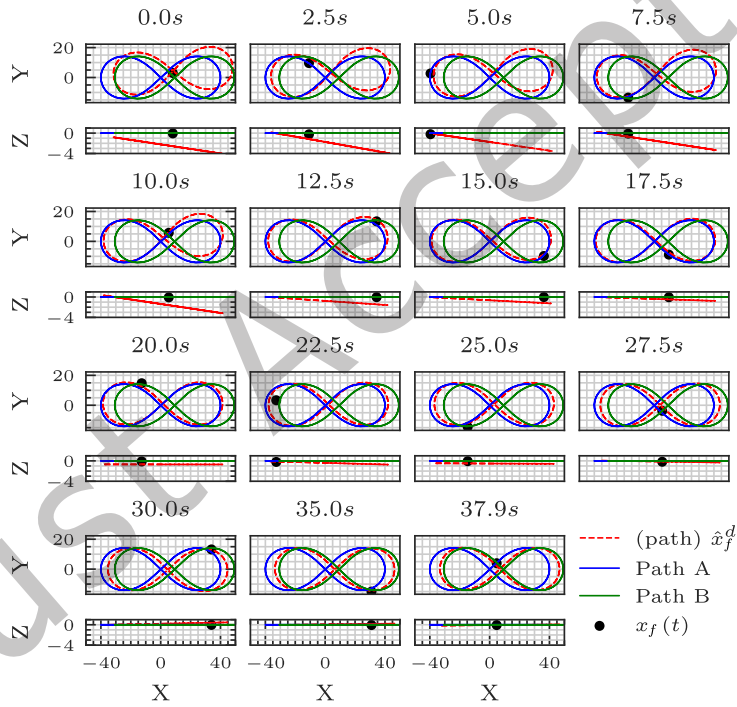 0.0s 2.5s 5.0s 7.5s
20
Y
0
0
Z
−4
10.0s 12.5s 15.0s 17.5s
20
Y
0
0
Z
−4
20.0s 22.5s 25.0s 27.5s
20
Y
0
0
Z
−4
30.0s 35.0s 37.9s
20
Y
0
0
Z
−4
−40 0 40 −40 0 40
X X
(path) x̂_f^d
Path A
Path B
x_f (t)
ust Accept